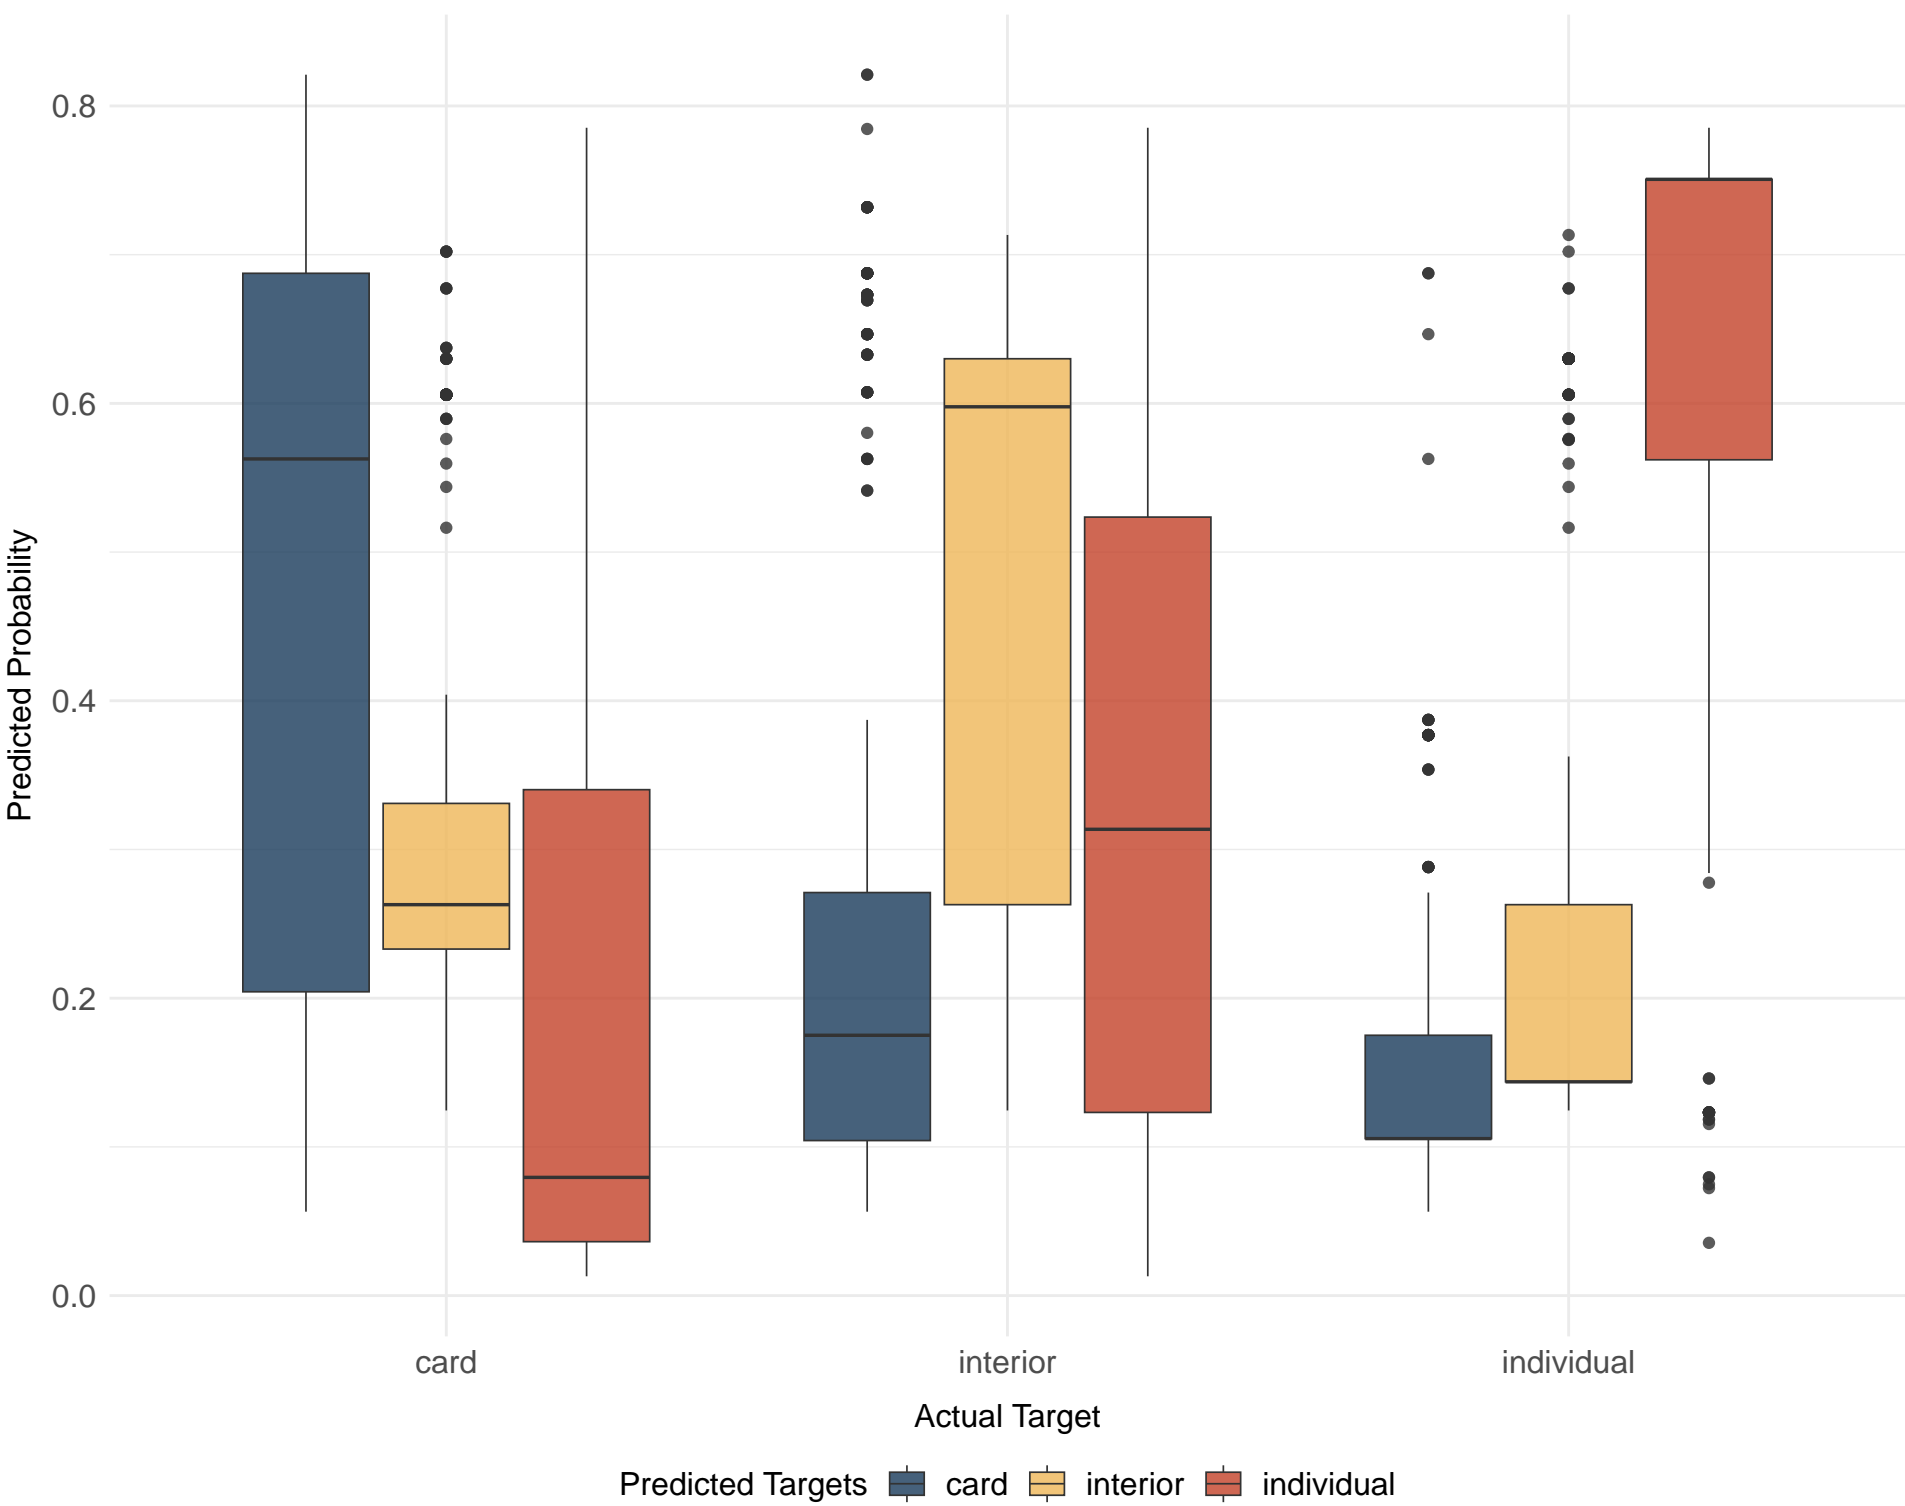 0.8
0.6
0.4
0.2
0.0
Predicted Probability
card interior individual
Actual Target
Predicted Targets card interior individual